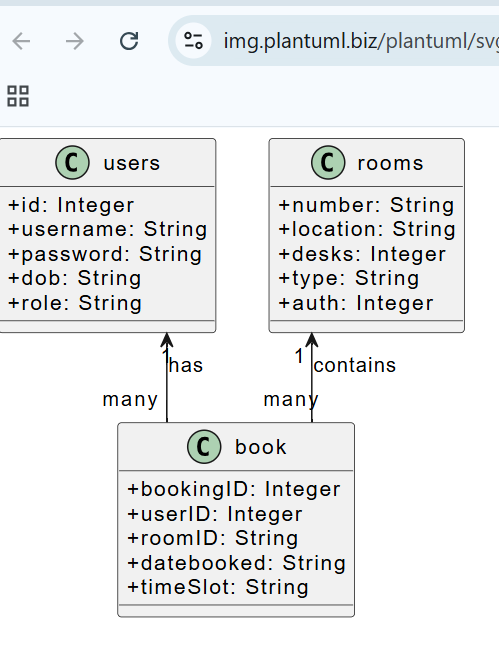 img.plantuml.biz/plantuml/svg
C users
+id: Integer
+username: String
+password: String
+dob: String
+role: String
C rooms
+number: String
+location: String
+desks: Integer
+type: String
+auth: Integer
1
has
many
1
contains
many
C book
+bookingID: Integer
+userID: Integer
+roomID: String
+datebooked: String
+timeSlot: String